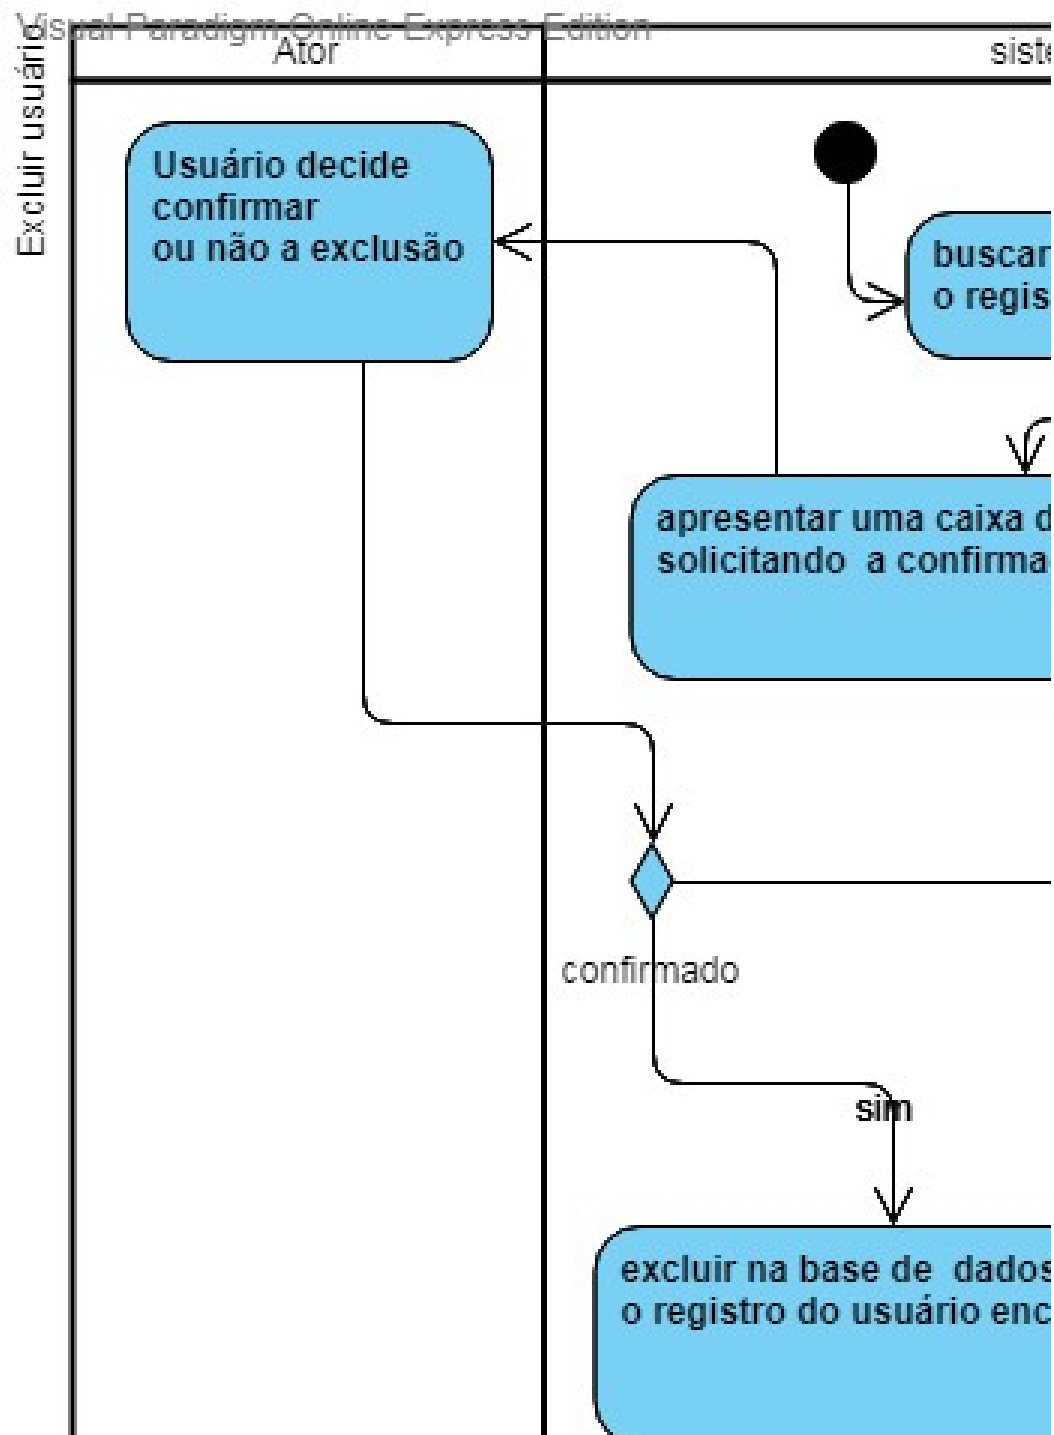 Visual Paradigm Online Express Edition
Excluir usuário
Ator
siste
Usuário decide
confirmar
ou não a exclusão
buscar
o regis
apresentar uma caixa d
solicitando a confirma
confirmado
sim
excluir na base de dados
o registro do usuário enc